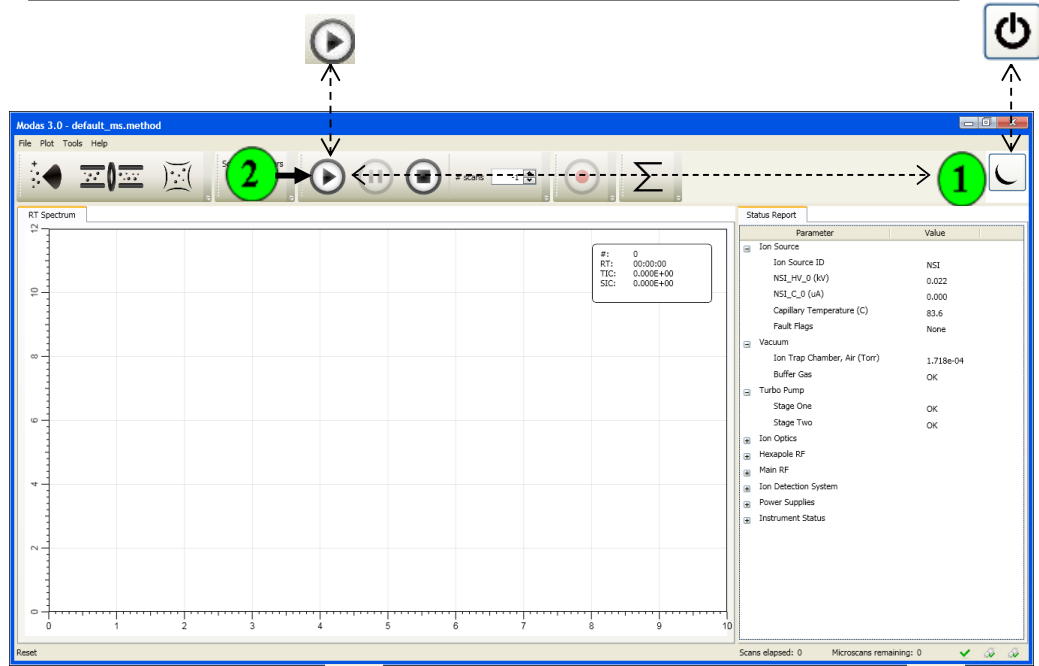 Modas 3.0 - default_ms.method
File Plot Tools Help
2
# scans
-1
1
RT Spectrum
Status Report
12
10
8
6
4
2
0
0 1 2 3 4 5 6 7 8 9 10
#: 0
RT: 00:00:00
TIC: 0.000E+00
SIC: 0.000E+00
Parameter Value
Ion Source
Ion Source ID NSI
NSI_HV_0 (kV) 0.022
NSI_C_0 (uA) 0.000
Capillary Temperature (C) 83.6
Fault Flags None
Vacuum
Ion Trap Chamber, Air (Torr) 1.718e-04
Buffer Gas OK
Turbo Pump
Stage One OK
Stage Two OK
Ion Optics
Hexapole RF
Main RF
Ion Detection System
Power Supplies
Instrument Status
Reset
Scans elapsed: 0 Microscans remaining: 0